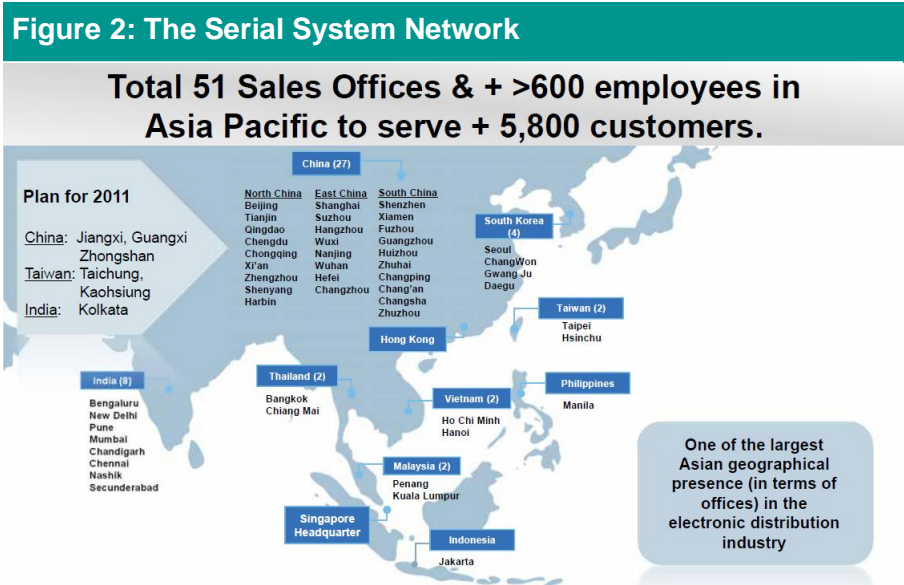 Figure 2: The Serial System Network
Total 51 Sales Offices & + >600 employees in
Asia Pacific to serve + 5,800 customers.
Plan for 2011
China: Jiangxi, Guangxi
Zhongshan
Taiwan: Taichung,
Kaohsiung
India: Kolkata
China (27)
North China
Beijing
Tianjin
Qingdao
Chengdu
Chongqing
Xi'an
Zhengzhou
Shenyang
Harbin
East China
Shanghai
Suzhou
Hangzhou
Wuxi
Nanjing
Wuhan
Hefei
Changzhou
South China
Shenzhen
Xiamen
Fuzhou
Guangzhou
Huizhou
Zhuhai
Changping
Chang'an
Changsha
Zhuzhou
South Korea
(4)
Seoul
ChangWon
Gwang Ju
Daegu
Taiwan (2)
Taipei
Hsinchu
Hong Kong
India (8)
Bengaluru
New Delhi
Pune
Mumbai
Chandigarh
Chennai
Nashik
Secunderabad
Thailand (2)
Bangkok
Chiang Mai
Vietnam (2)
Ho Chi Minh
Hanoi
Philippines
Manila
Malaysia (2)
Penang
Kuala Lumpur
Singapore
Headquarter
Indonesia
Jakarta
One of the largest
Asian geographical
presence (in terms of
offices) in the
electronic distribution
industry